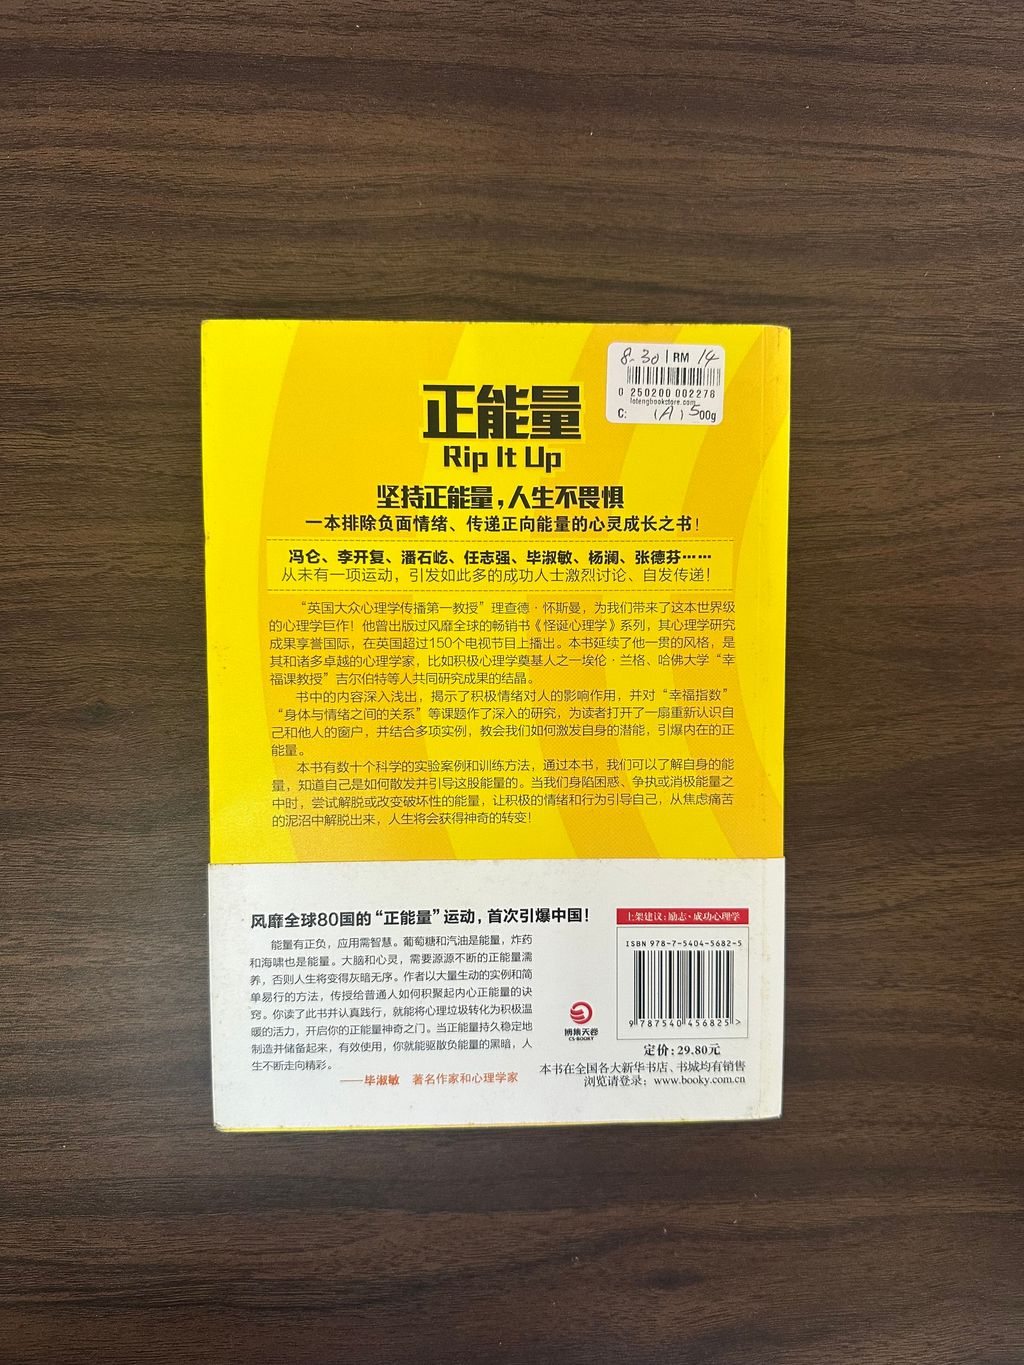 8.30 | RM 14
0 250200 002278
lotengbookstore.com
C: (A) 500g
正能量
Rip It Up
坚持正能量，人生不畏惧
一本排除负面情绪、传递正向能量的心灵成长之书！
冯仑、李开复、潘石屹、任志强、毕淑敏、杨澜、张德芬……
从未有一项运动，引发如此多的成功人士激烈讨论、自发传递！
“英国大众心理学传播第一教授”理查德·怀斯曼，为我们带来了这本世界级
的心理学巨作！他曾出版过风靡全球的畅销书《怪诞心理学》系列，其心理学研究
成果享誉国际，在英国超过150个电视节目上播出。本书延续了他一贯的风格，是
其和诸多卓越的心理学家，比如积极心理学奠基人之一埃伦·兰格、哈佛大学“幸
福课教授”吉尔伯特等人共同研究成果的结晶。
书中的内容深入浅出，揭示了积极情绪对人的影响作用，并对“幸福指数”
“身体与情绪之间的关系”等课题作了深入的研究，为读者打开了一扇重新认识自
己和他人的窗户，并结合多项实例，教会我们如何激发自身的潜能，引爆内在的正
能量。
本书有数十个科学的实验案例和训练方法，通过本书，我们可以了解自身的能
量，知道自己是如何散发并引导这股能量的。当我们身陷困惑、争执或消极能量之
中时，尝试解脱或改变破坏性的能量，让积极的情绪和行为引导自己，从焦虑痛苦
的泥沼中解脱出来，人生将会获得神奇的转变！
风靡全球80国的“正能量”运动，首次引爆中国！
能量有正负，应用需智慧。葡萄糖和汽油是能量，炸药
和海啸也是能量。大脑和心灵，需要源源不断的正能量濡
养，否则人生将变得灰暗无序。作者以大量生动的实例和简
单易行的方法，传授给普通人如何积聚起内心正能量的诀
窍。你读了此书并认真践行，就能将心理垃圾转化为积极温
暖的活力，开启你的正能量神奇之门。当正能量持久稳定地
制造并储备起来，有效使用，你就能驱散负能量的黑暗，人
生不断走向精彩。
——毕淑敏 著名作家和心理学家
博集天卷
CS-BOOKY
上架建议：励志·成功心理学
ISBN 978-7-5404-5682-5
9 787540 456825 >
定价：29.80元
本书在全国各大新华书店、书城均有销售
浏览请登录：www.booky.com.cn